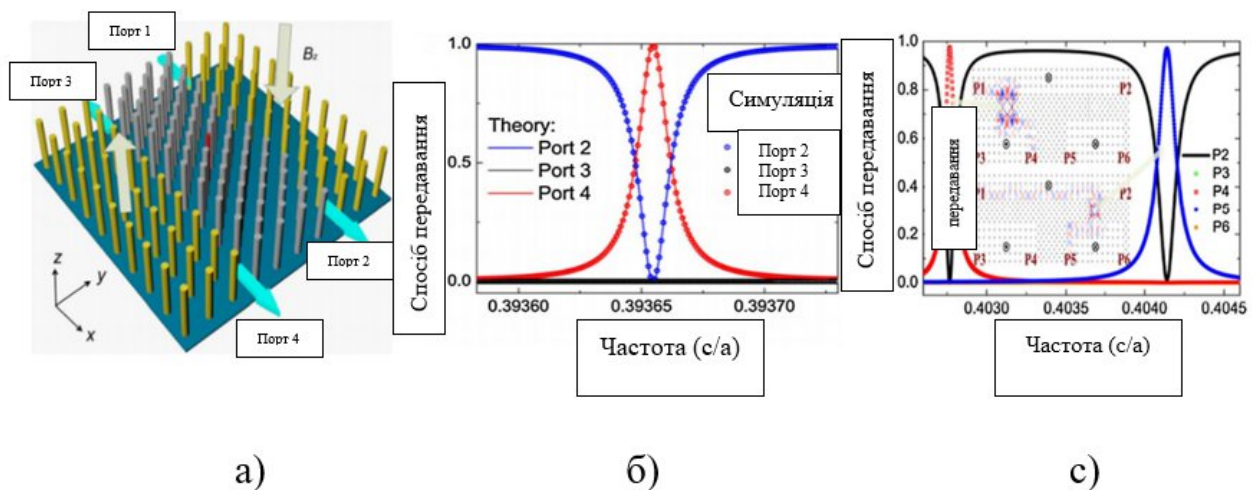 Порт 1
Порт 3
Bz
Порт 2
Порт 4
z
y
x
Спосіб передавання
1.0
0.5
0.0
Theory:
Port 2
Port 3
Port 4
Симуляція
Порт 2
Порт 3
Порт 4
0.39360
0.39365
0.39370
Частота (c/a)
Спосіб передавання
1.0
0.8
0.6
0.4
0.2
0.0
передавання
P1
P2
P3
P4
P5
P6
P1
P2
P3
P4
P5
P6
P2
P3
P4
P5
P6
0.4030
0.4035
0.4040
0.4045
Частота (c/a)
а)
б)
с)